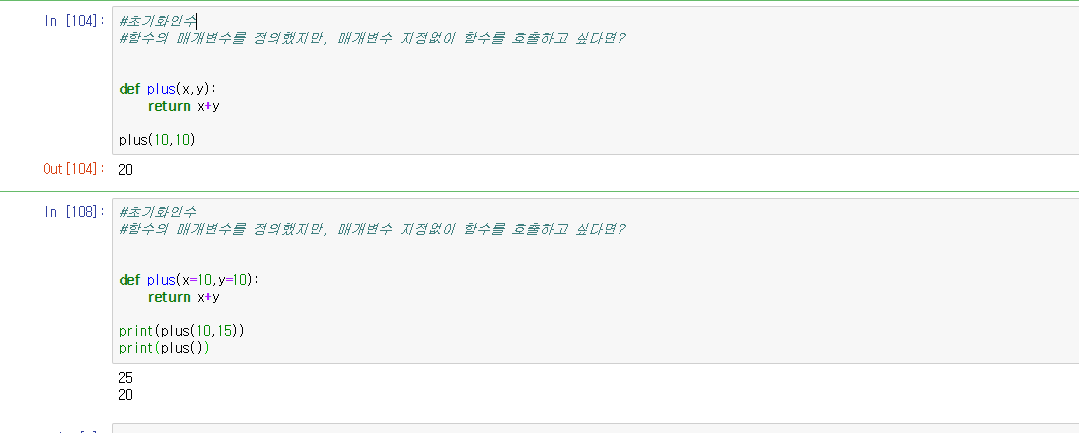 In [104]:
#초기화인수
#함수의 매개변수를 정의했지만, 매개변수 지정없이 함수를 호출하고 싶다면?
def plus(x,y):
    return x+y
plus(10,10)
Out[104]:
20
In [108]:
#초기화인수
#함수의 매개변수를 정의했지만, 매개변수 지정없이 함수를 호출하고 싶다면?
def plus(x=10,y=10):
    return x+y
print(plus(10,15))
print(plus())
25
20